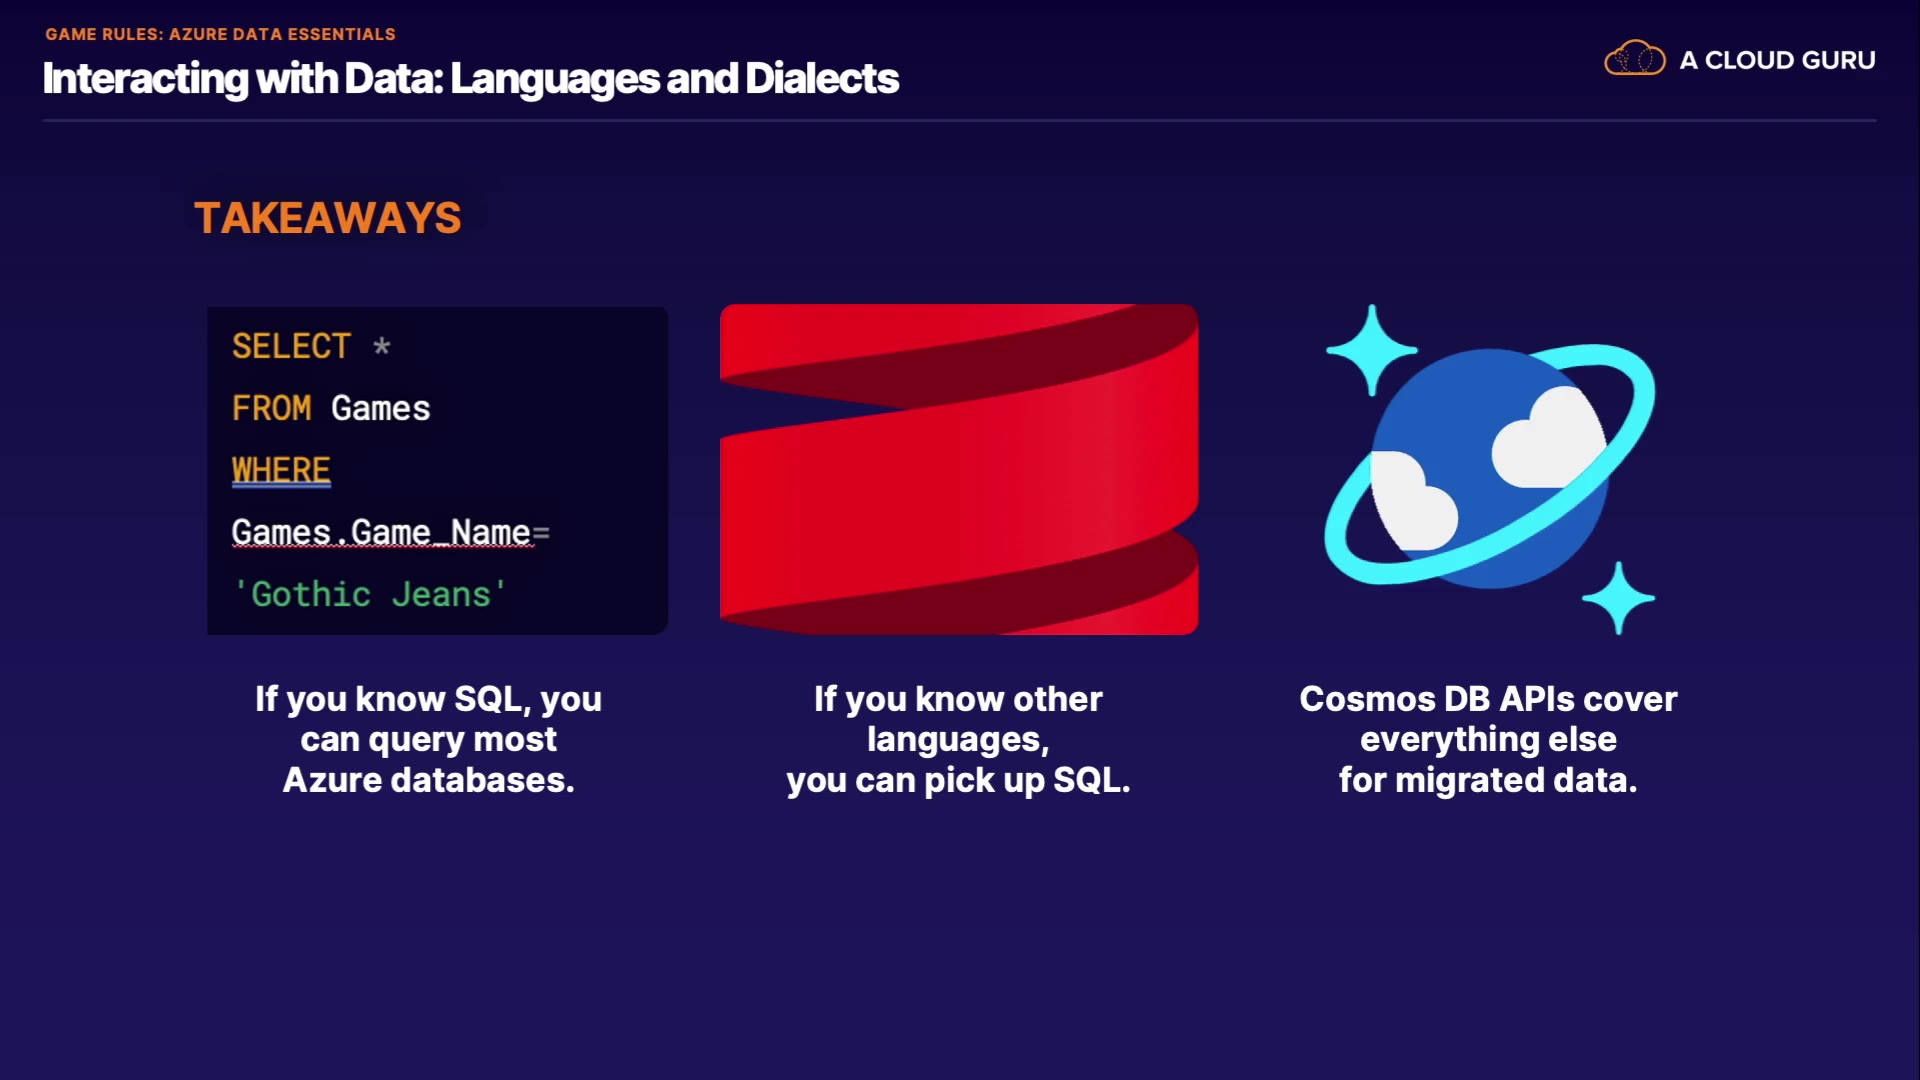 GAME RULES: AZURE DATA ESSENTIALS
Interacting with Data: Languages and Dialects
A CLOUD GURU
TAKEAWAYS
SELECT *
FROM Games
WHERE
Games.Game_Name=
'Gothic Jeans'
If you know SQL, you
can query most
Azure databases.
If you know other
languages,
you can pick up SQL.
Cosmos DB APIs cover
everything else
for migrated data.